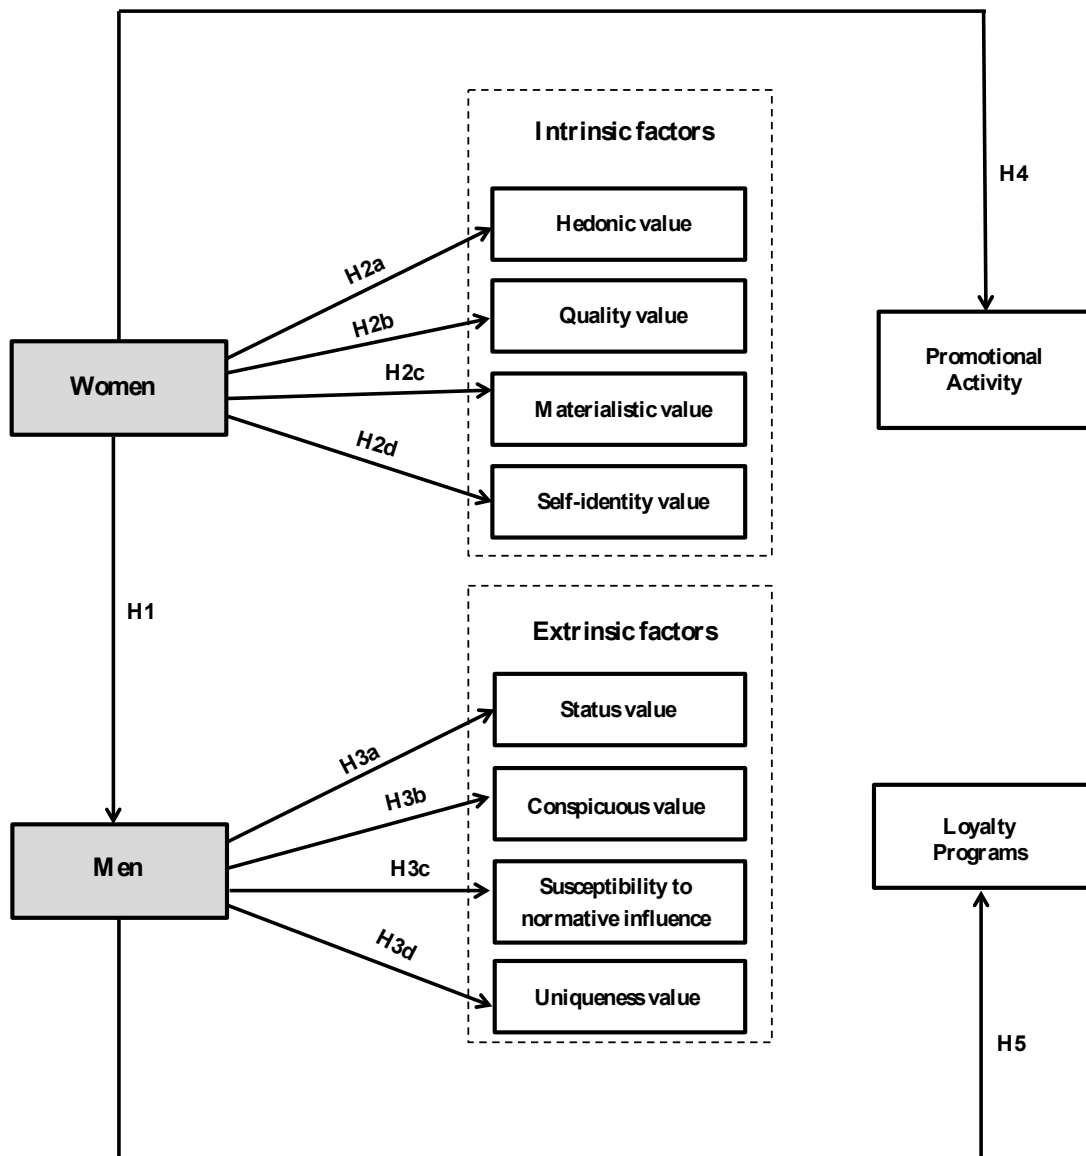 Intrinsic factors
H4
Hedonic value
H2a
Quality value
H2b
Promotional
Activity
Women
H2c
Materialistic value
H2d
Self-identity value
H1
Extrinsic factors
Status value
H3a
H3b
Conspicuous value
Loyalty
Programs
Men
H3c
Susceptibility to
normative influence
H3d
Uniqueness value
H5